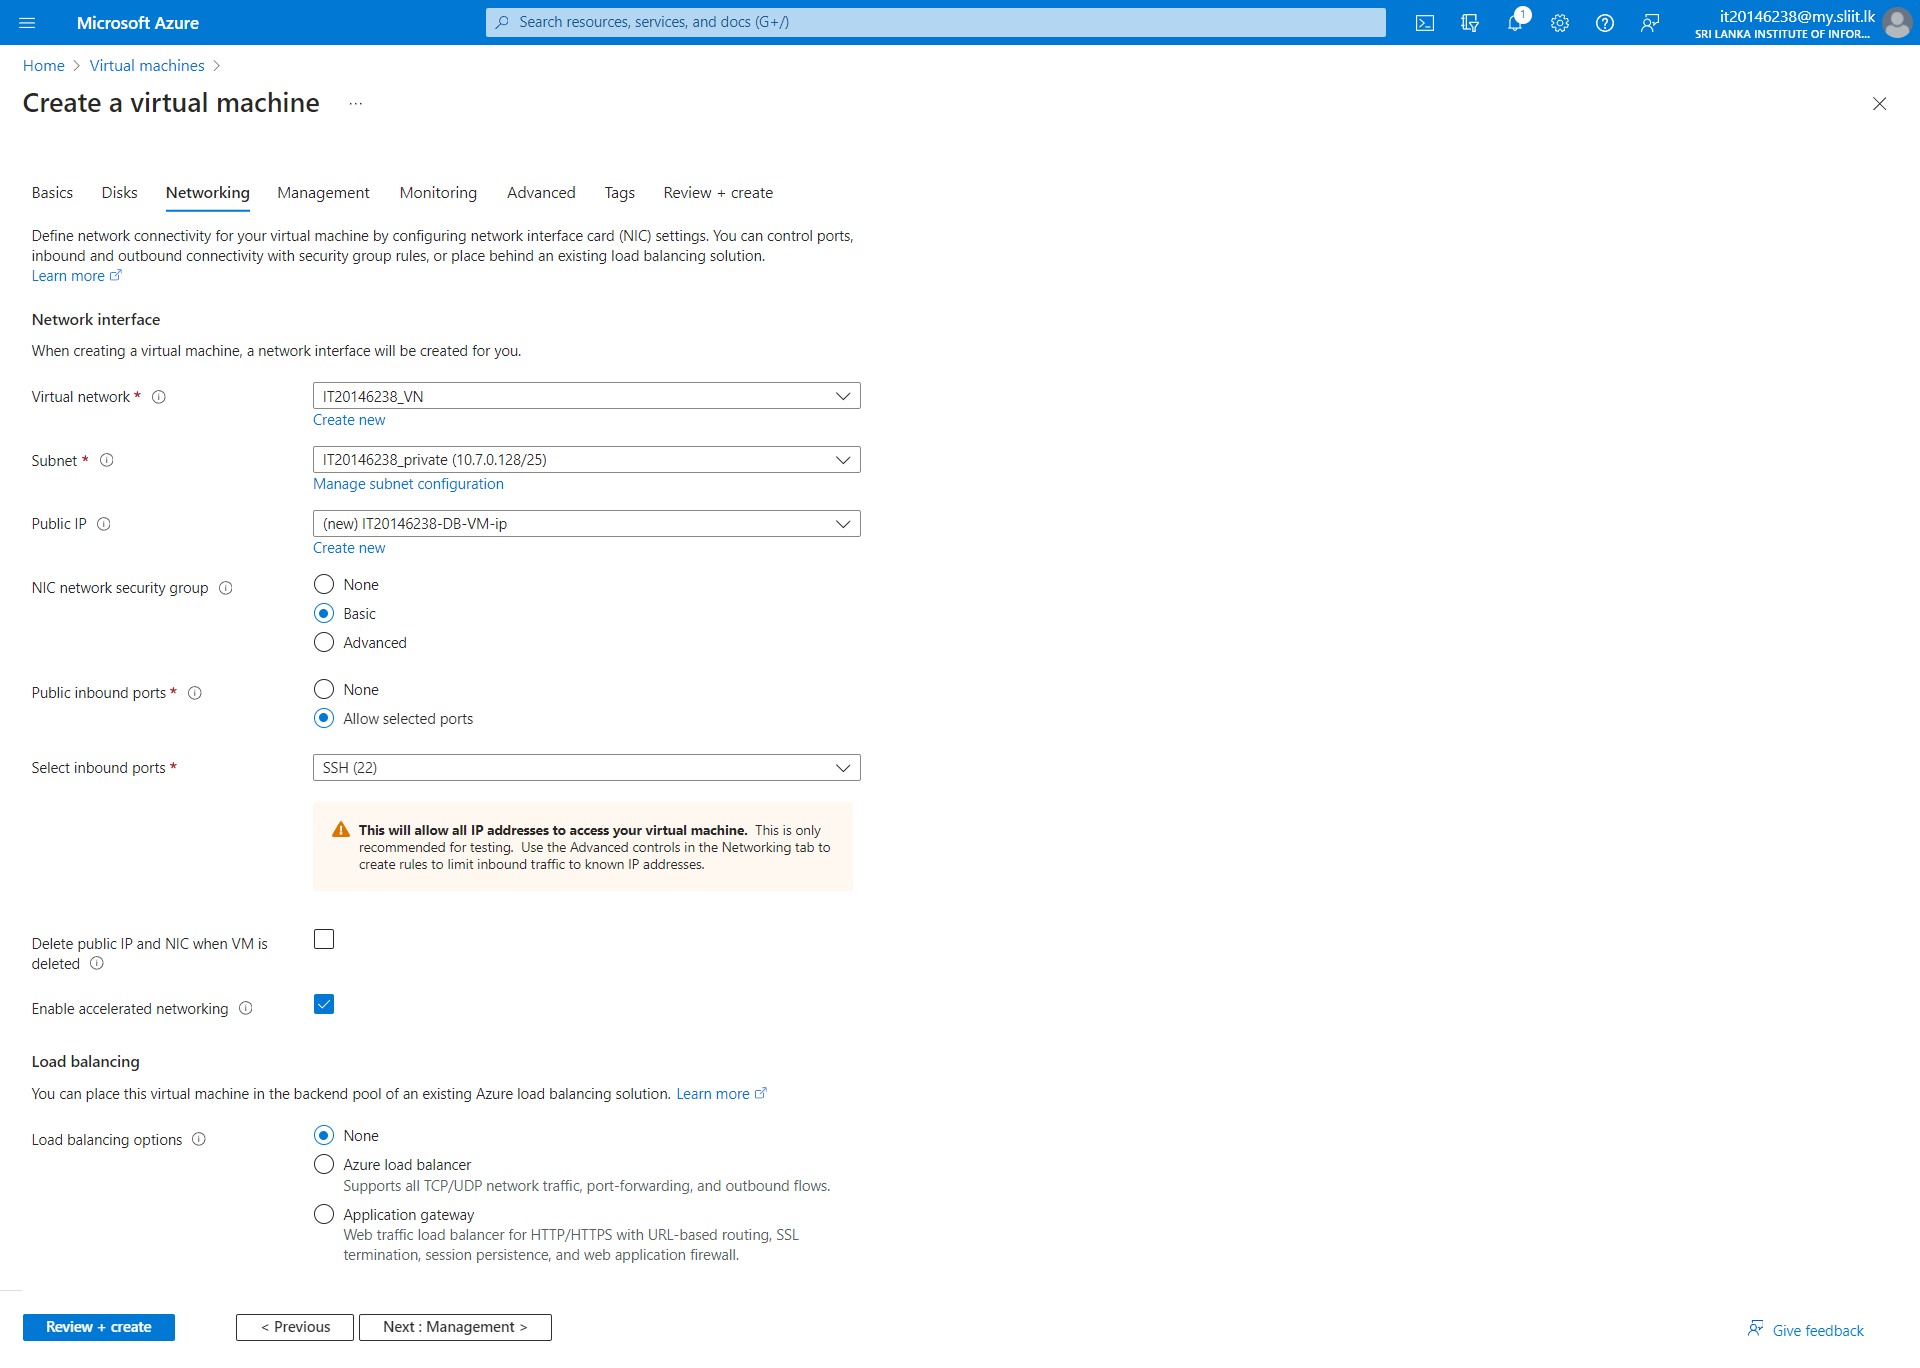 Microsoft Azure
Search resources, services, and docs (G+/)
1
it20146238@my.sliit.lk
SRI LANKA INSTITUTE OF INFOR...
Home > Virtual machines >
Create a virtual machine ...
Basics Disks Networking Management Monitoring Advanced Tags Review + create
Define network connectivity for your virtual machine by configuring network interface card (NIC) settings. You can control ports,
inbound and outbound connectivity with security group rules, or place behind an existing load balancing solution.
Learn more
Network interface
When creating a virtual machine, a network interface will be created for you.
Virtual network * IT20146238_VN
Create new
Subnet * IT20146238_private (10.7.0.128/25)
Manage subnet configuration
Public IP (new) IT20146238-DB-VM-ip
Create new
NIC network security group None
Basic
Advanced
Public inbound ports * None
Allow selected ports
Select inbound ports * SSH (22)
This will allow all IP addresses to access your virtual machine. This is only
recommended for testing. Use the Advanced controls in the Networking tab to
create rules to limit inbound traffic to known IP addresses.
Delete public IP and NIC when VM is
deleted
Enable accelerated networking
Load balancing
You can place this virtual machine in the backend pool of an existing Azure load balancing solution. Learn more
Load balancing options None
Azure load balancer
Supports all TCP/UDP network traffic, port-forwarding, and outbound flows.
Application gateway
Web traffic load balancer for HTTP/HTTPS with URL-based routing, SSL
termination, session persistence, and web application firewall.
Review + create < Previous Next : Management > Give feedback